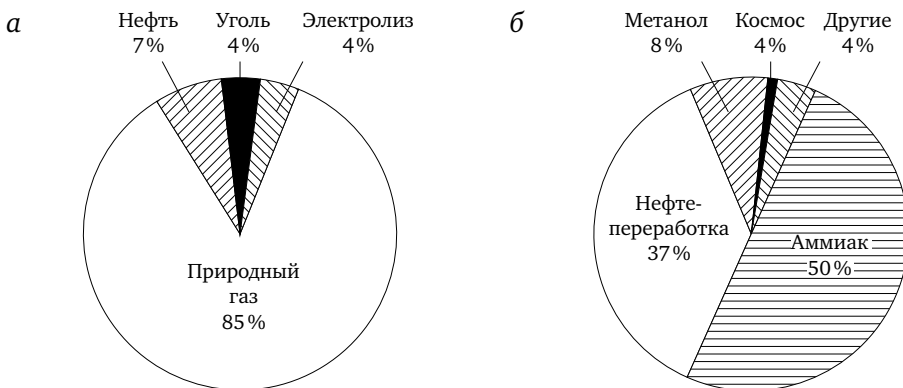 а
Нефть
7%
Уголь
4%
Электролиз
4%
Природный
газ
85%
б
Метанол
8%
Космос
4%
Другие
4%
Нефте-
переработка
37%
Аммиак
50%